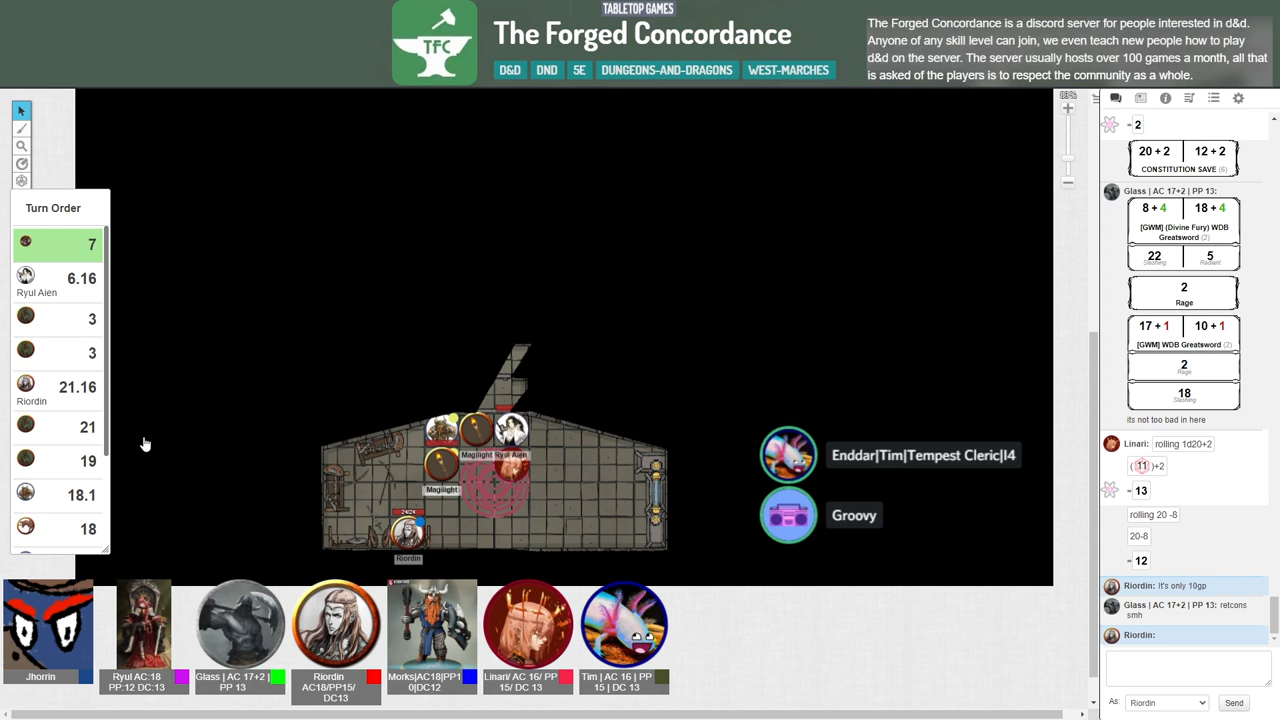 TABLETOP GAMES
The Forged Concordance
D&D DND 5E DUNGEONS-AND-DRAGONS WEST-MARCHES
TFC
The Forged Concordance is a discord server for people interested in d&d.
Anyone of any skill level can join, we even teach new people how to play
d&d on the server. The server usually hosts over 100 games a month, all that
is asked of the players is to respect the community as a whole.
Turn Order
7
6.16
Ryul Aien
3
3
21.16
Riordin
21
19
18.1
18
Magilight Ryul Aien
Magilight
24/24
Riordin
Enddar|Tim|Tempest Cleric|l4
Groovy
= 2
20 + 2 12 + 2
CONSTITUTION SAVE (6)
Glass | AC 17+2 | PP 13:
8 + 4 18 + 4
[GWM] (Divine Fury) WDB
Greatsword (2)
22 5
Slashing Radiant
2
Rage
17 + 1 10 + 1
[GWM] WDB Greatsword (2)
2
Rage
18
Slashing
its not too bad in here
Linari: rolling 1d20+2
(11)+2
= 13
rolling 20 -8
20-8
= 12
Riordin: It's only 10gp
Glass | AC 17+2 | PP 13: retcons
smh
Riordin:
As: Riordin Send
Jhorrin
Ryul AC:18
PP:12 DC:13
Glass | AC 17+2 |
PP 13
Riordin
AC18/PP15/
DC13
Morks|AC18|PP1
0|DC12
Linari/ AC 16/ PP
15/ DC 13
Tim | AC 16 | PP
15 | DC 13